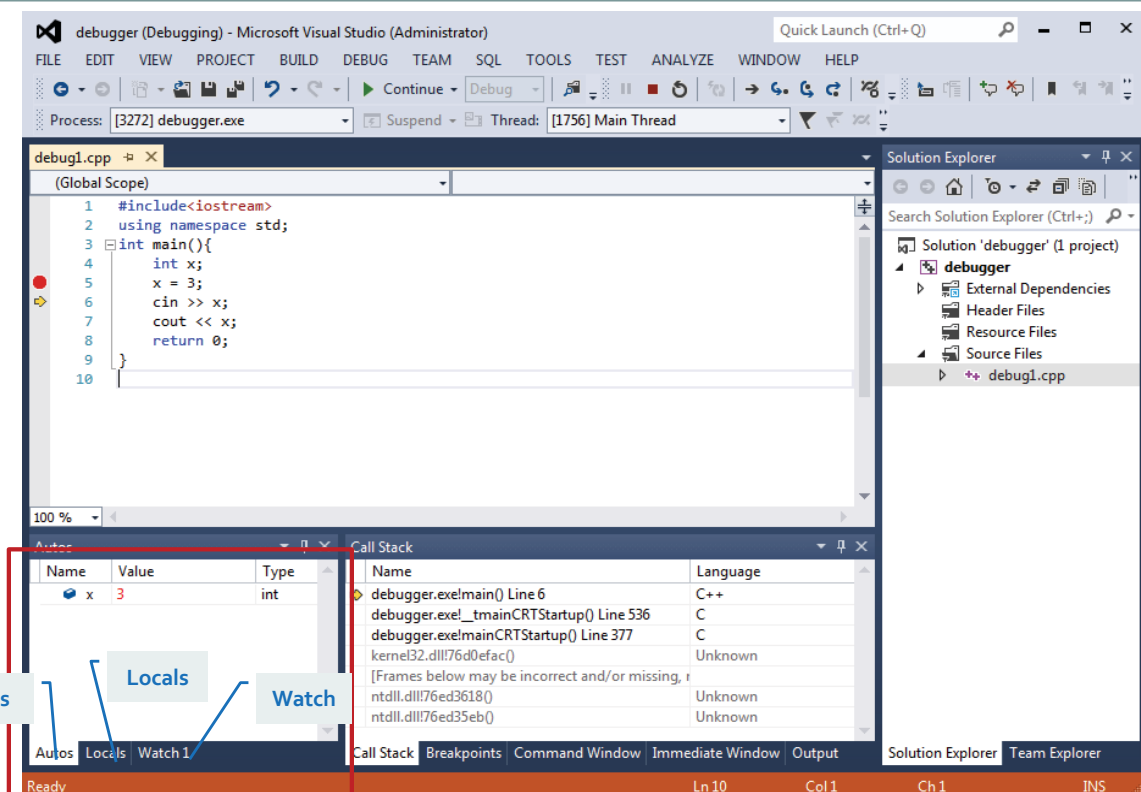 debugger (Debugging) - Microsoft Visual Studio (Administrator)
Quick Launch (Ctrl+Q)
FILE EDIT VIEW PROJECT BUILD DEBUG TEAM SQL TOOLS TEST ANALYZE WINDOW HELP
Continue Debug
Process: [3272] debugger.exe Suspend Thread: [1756] Main Thread
debug1.cpp
(Global Scope)
1 #include<iostream>
2 using namespace std;
3 int main(){
4 int x;
5 x = 3;
6 cin >> x;
7 cout << x;
8 return 0;
9 }
10
100 %
Solution Explorer
Search Solution Explorer (Ctrl+;)
Solution 'debugger' (1 project)
debugger
External Dependencies
Header Files
Resource Files
Source Files
debug1.cpp
Autos
Name Value Type
x 3 int
Locals
s
Watch
Autos Locals Watch 1
Call Stack
Name Language
debugger.exe!main() Line 6 C++
debugger.exe!__tmainCRTStartup() Line 536 C
debugger.exe!mainCRTStartup() Line 377 C
kernel32.dll!76d0efac() Unknown
[Frames below may be incorrect and/or missing,
ntdll.dll!76ed3618() Unknown
ntdll.dll!76ed35eb() Unknown
Call Stack Breakpoints Command Window Immediate Window Output
Solution Explorer Team Explorer
Ready Ln 10 Col 1 Ch 1 INS